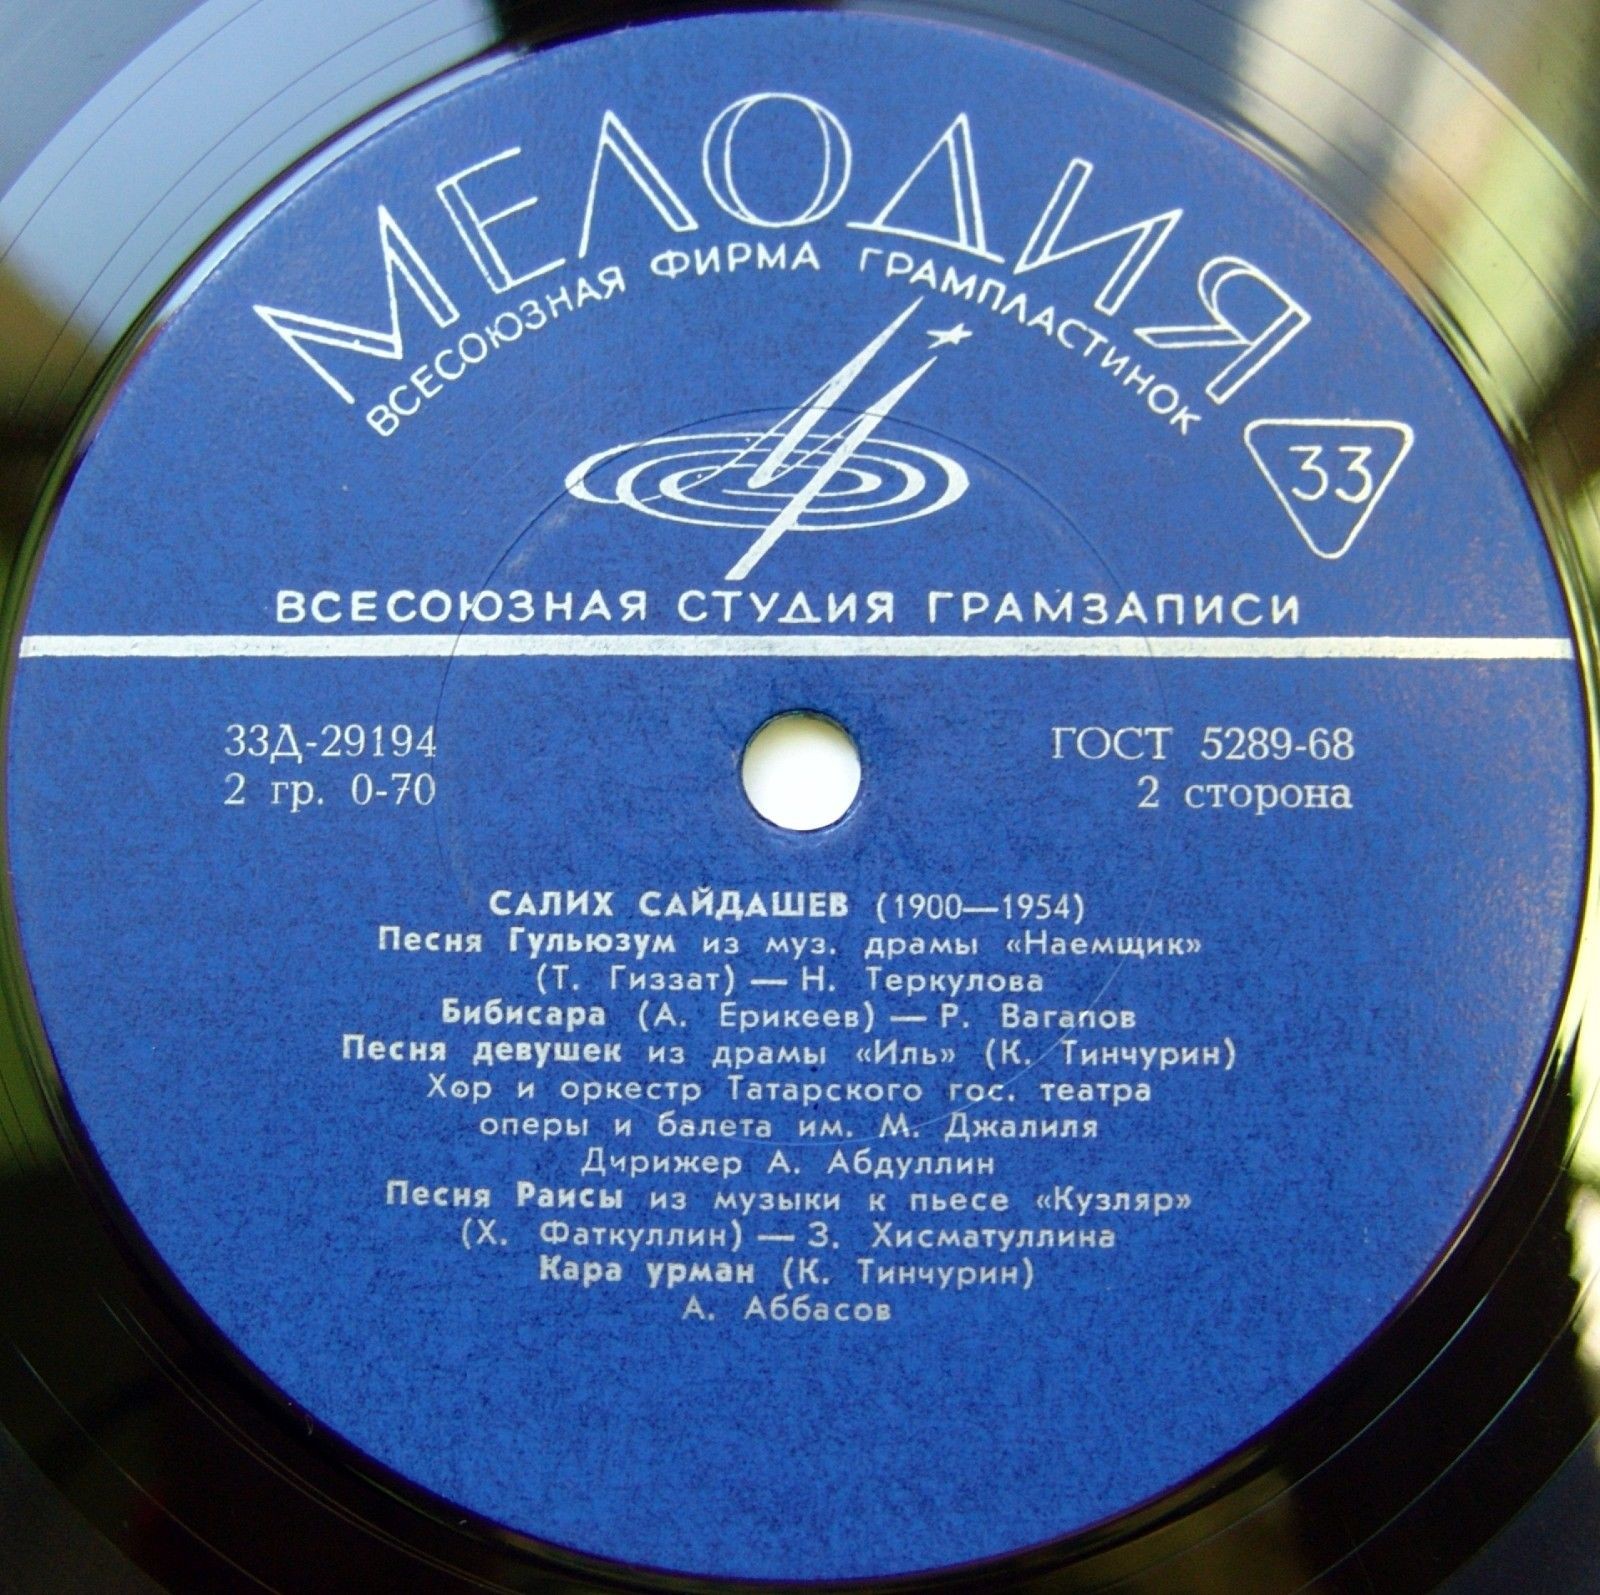 МЕЛОДИЯ
ВСЕСОЮЗНАЯ ФИРМА ГРАМПЛАСТИНОК
33
ВСЕСОЮЗНАЯ СТУДИЯ ГРАМЗАПИСИ
33Д-29194
2 гр. 0-70
ГОСТ 5289-68
2 сторона
САЛИХ САЙДАШЕВ (1900—1954)
Песня Гульюзум из муз. драмы «Наемщик»
(Т. Гиззат) — Н. Теркулова
Бибисара (А. Ерикеев) — Р. Вагапов
Песня девушек из драмы «Иль» (К. Тинчурин)
Хор и оркестр Татарского гос. театра
оперы и балета им. М. Джалиля
Дирижер А. Абдуллин
Песня Раисы из музыки к пьесе «Кузляр»
(Х. Фаткуллин) — З. Хисматуллина
Кара урман (К. Тинчурин)
А. Аббасов